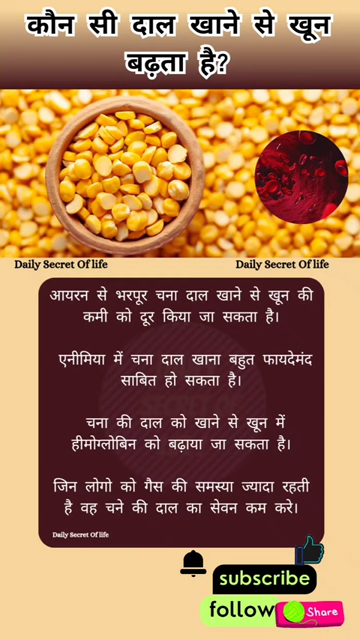 कौन सी दाल खाने से खून
बढ़ता है?
Daily Secret Of life
Daily Secret Of life
आयरन से भरपूर चना दाल खाने से खून की
कमी को दूर किया जा सकता है।
एनीमिया में चना दाल खाना बहुत फायदेमंद
साबित हो सकता है।
चना की दाल को खाने से खून में
हीमोग्लोबिन को बढ़ाया जा सकता है।
जिन लोगो को गैस की समस्या ज्यादा रहती
है वह चने की दाल का सेवन कम करे।
Daily Secret Of life
subscribe
follow
Share